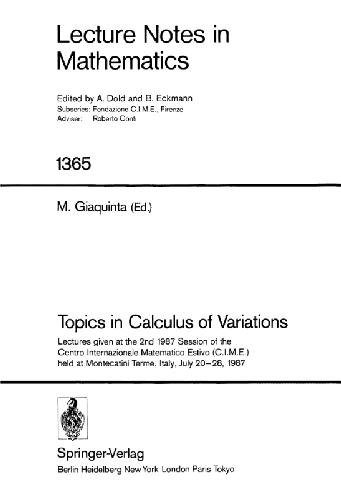 Lecture Notes in
Mathematics
Edited by A. Dold and B. Eckmann
Subseries: Fondazione C.I.M.E., Firenze
Adviser: Roberto Conti
1365
M. Giaquinta (Ed.)
Topics in Calculus of Variations
Lectures given at the 2nd 1987 Session of the
Centro Internazionale Matematico Estivo (C.I.M.E.)
held at Montecatini Terme, Italy, July 20–28, 1987
Springer-Verlag
Berlin Heidelberg New York London Paris Tokyo